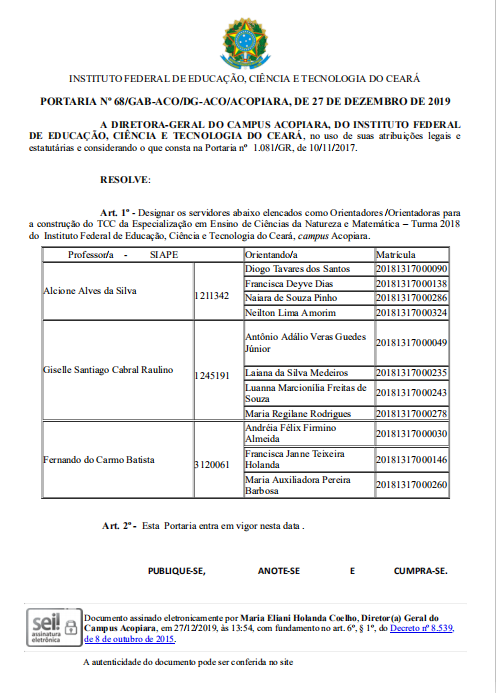 INSTITUTO FEDERAL DE EDUCAÇÃO, CIÊNCIA E TECNOLOGIA DO CEARÁ
PORTARIA Nº 68/GAB-ACO/DG-ACO/ACOPIARA, DE 27 DE DEZEMBRO DE 2019
A DIRETORA-GERAL DO CAMPUS ACOPIARA, DO INSTITUTO FEDERAL
DE EDUCAÇÃO, CIÊNCIA E TECNOLOGIA DO CEARÁ, no uso de suas atribuições legais e
estatutárias e considerando o que consta na Portaria nº 1.081/GR, de 10/11/2017.
RESOLVE:
Art. 1º - Designar os servidores abaixo elencados como Orientadores/Orientadoras para
a construção do TCC da Especialização em Ensino de Ciências da Natureza e Matemática – Turma 2018
do Instituto Federal de Educação, Ciência e Tecnologia do Ceará, campus Acopiara.
Professor/a - SIAPE Orientando/a Matrícula
Alcione Alves da Silva 1211342
Diogo Tavares dos Santos 20181317000090
Francisca Deyve Dias 20181317000138
Naiara de Souza Pinho 20181317000286
Neilton Lima Amorim 20181317000324
Giselle Santiago Cabral Raulino 1245191
Antônio Adálio Veras Guedes
Júnior 20181317000049
Laiana da Silva Medeiros 20181317000235
Luanna Marcionília Freitas de
Souza 20181317000243
Maria Regilane Rodrigues 20181317000278
Fernando do Carmo Batista 3120061
Andréia Félix Firmino
Almeida 20181317000030
Francisca Janne Teixeira
Holanda 20181317000146
Maria Auxiliadora Pereira
Barbosa 20181317000260
Art. 2º - Esta Portaria entra em vigor nesta data .
PUBLIQUE-SE, ANOTE-SE E CUMPRA-SE.
sei!
assinatura
eletrônica
Documento assinado eletronicamente por Maria Eliani Holanda Coelho, Diretor(a) Geral do
Campus Acopiara, em 27/12/2019, às 13:54, com fundamento no art. 6º, § 1º, do Decreto nº 8.539,
de 8 de outubro de 2015.
A autenticidade do documento pode ser conferida no site